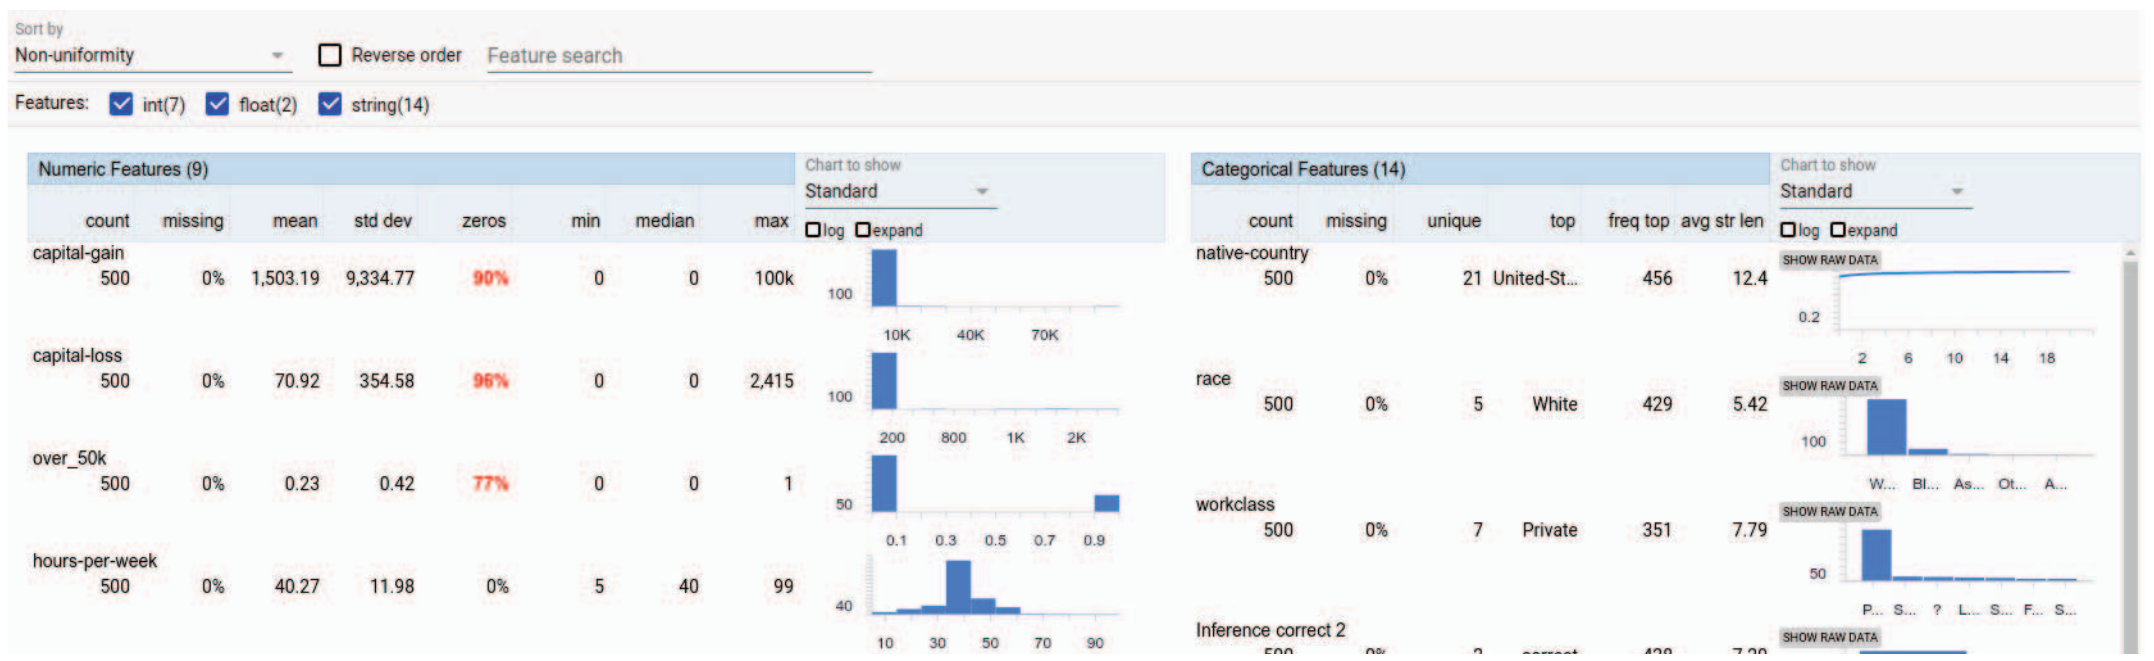 Sort by
Non-uniformity
Reverse order
Feature search
Features: int(7) float(2) string(14)
Numeric Features (9)
Chart to show
Standard
count missing mean std dev zeros min median max
log expand
capital-gain
500 0% 1,503.19 9,334.77 90% 0 0 100k
100
10K 40K 70K
capital-loss
500 0% 70.92 354.58 96% 0 0 2,415
100
200 800 1K 2K
over_50k
500 0% 0.23 0.42 77% 0 0 1
50
0.1 0.3 0.5 0.7 0.9
hours-per-week
500 0% 40.27 11.98 0% 5 40 99
40
10 30 50 70 90
Categorical Features (14)
Chart to show
Standard
count missing unique top freq top avg str len
log expand
native-country
SHOW RAW DATA
500 0% 21 United-St... 456 12.4
0.2
2 6 10 14 18
race
SHOW RAW DATA
500 0% 5 White 429 5.42
100
W... Bl... As... Ot... A...
workclass
SHOW RAW DATA
500 0% 7 Private 351 7.79
50
P... S... ? L... S... F... S...
Inference correct 2
SHOW RAW DATA